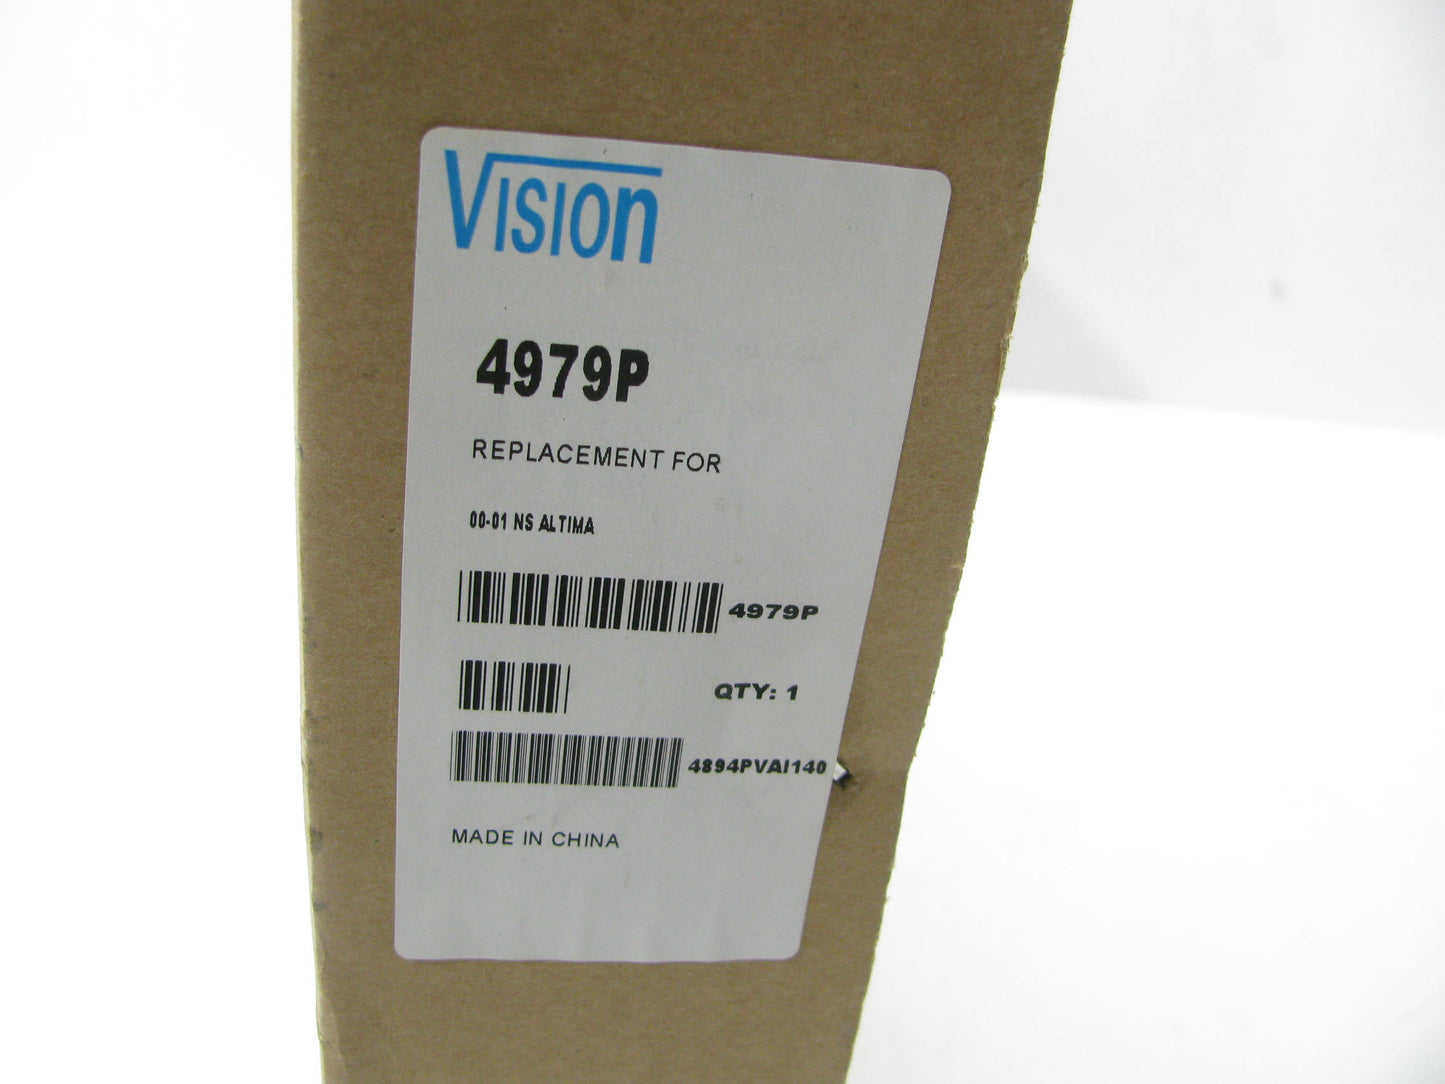 Vision
4979P
REPLACEMENT FOR
00-01 NS ALTIMA
4979P
QTY: 1
4894PVAI140
MADE IN CHINA